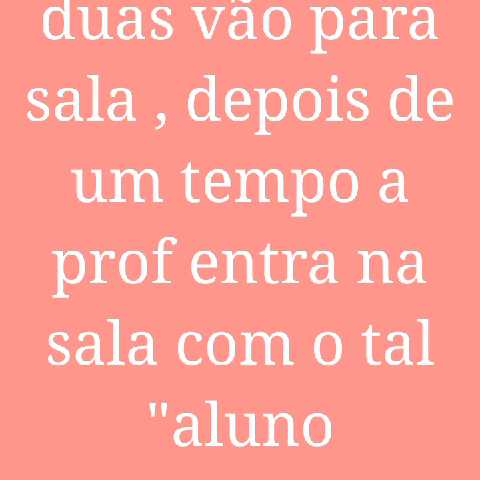 duas vão para
sala , depois de
um tempo a
prof entra na
sala com o tal
"aluno